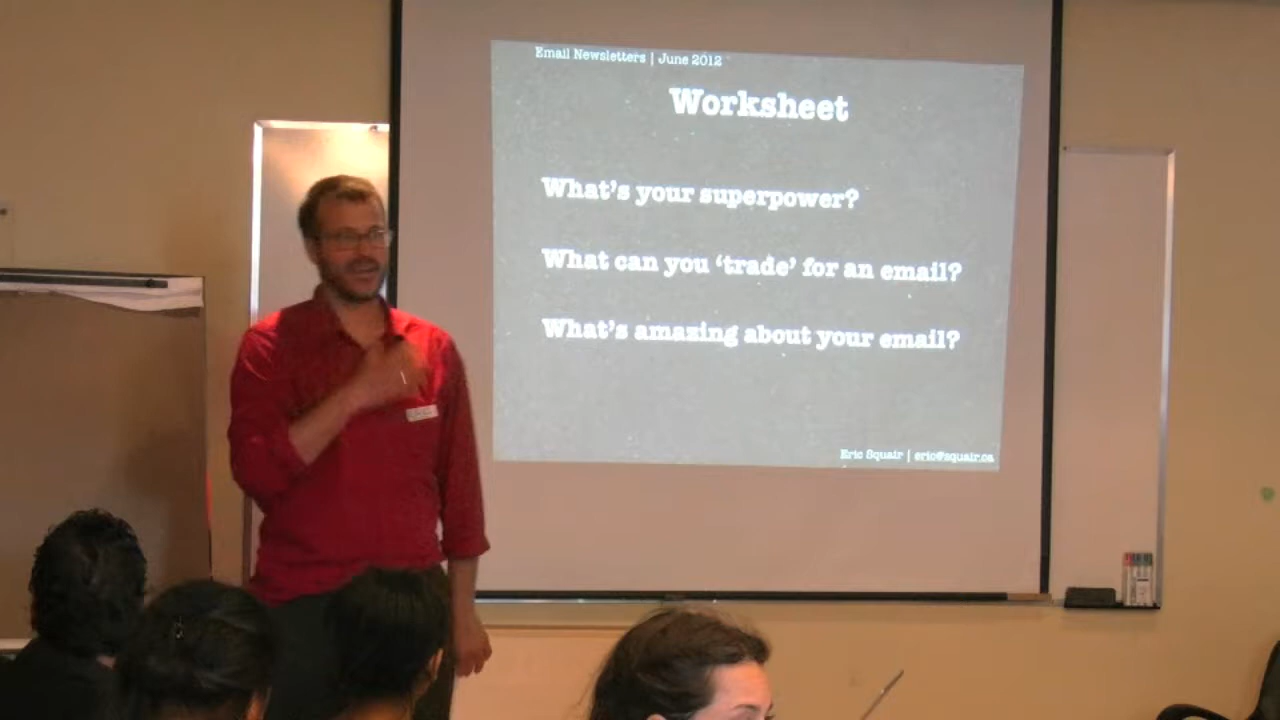 Email Newsletters | June 2012
Worksheet
What's your superpower?
What can you 'trade' for an email?
What's amazing about your email?
Eric Squair | eric@squair.ca